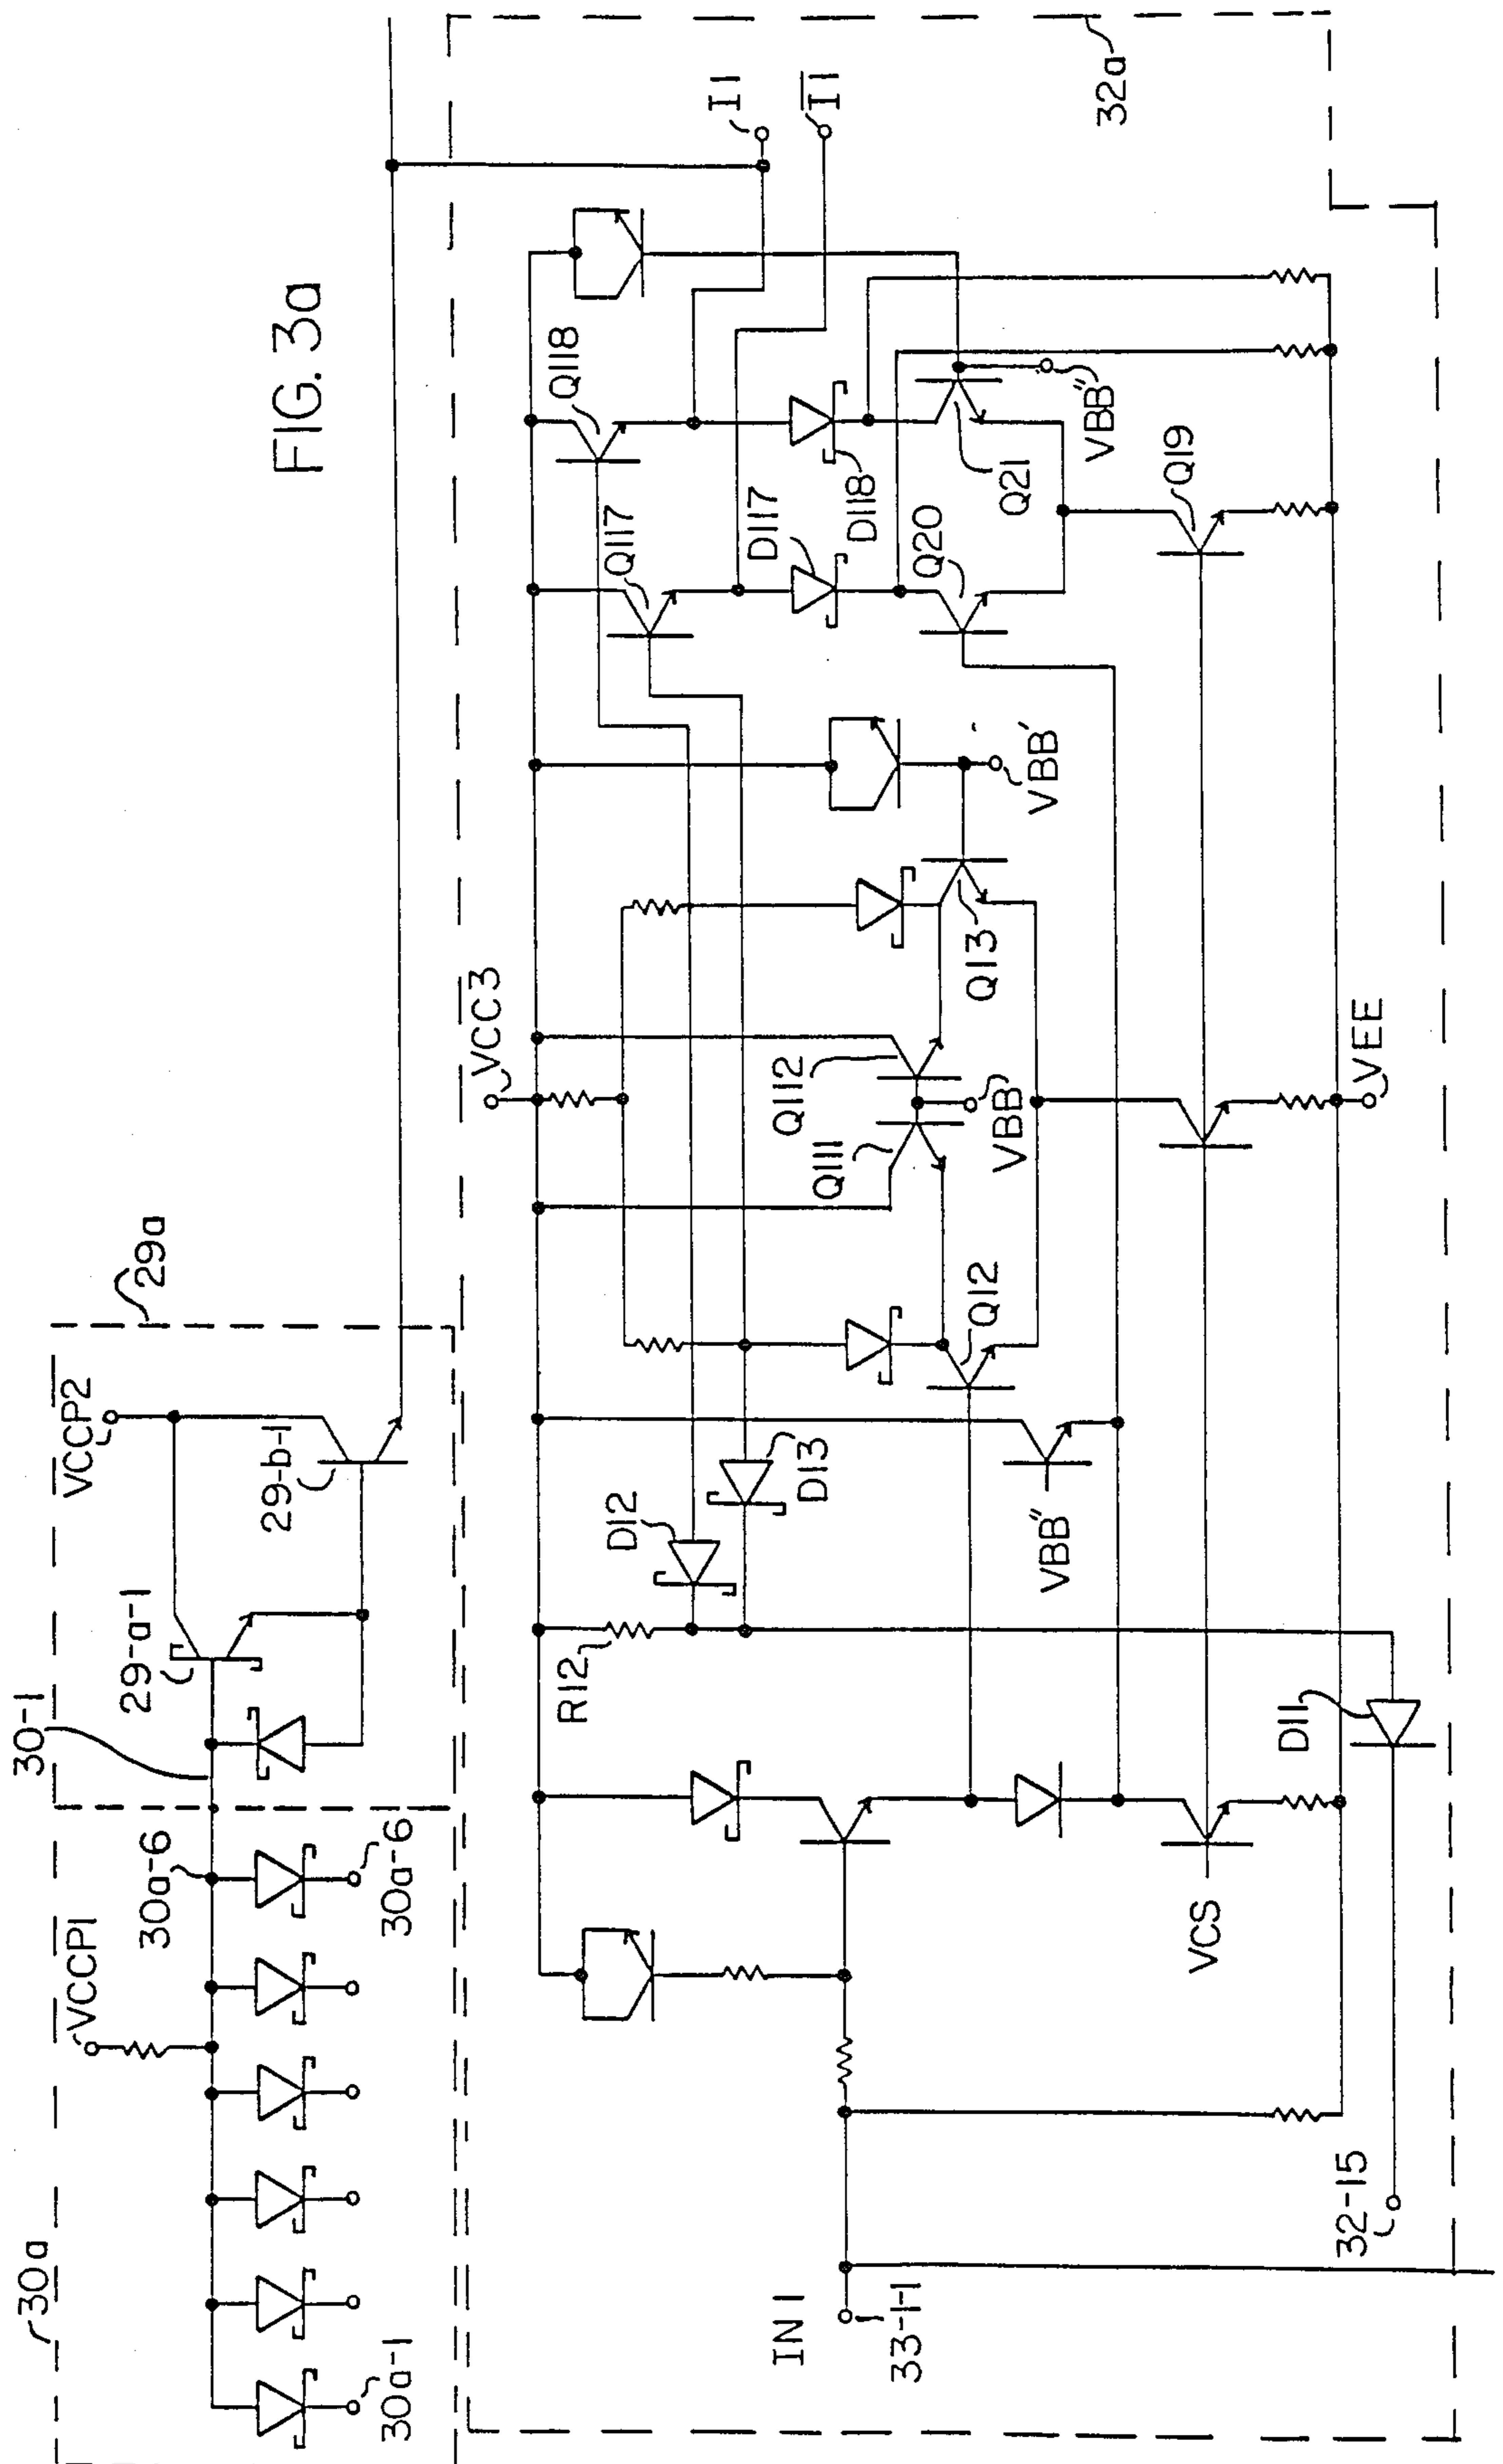 FIG. 3a
30a
VCCP1
30-1
29-a-1
29-b-1
VCCP2
29a
30a-1
30a-6
30a-6
VCC3
I1
I1
32a
Q118
Q117
D117
D118
Q20
Q21
VBB"
Q19
R12
D12
D13
Q12
Q111
Q112
VBB
Q13
VBB'
VBB"
VCS
D11
VEE
IN 1
33-1-1
32-15